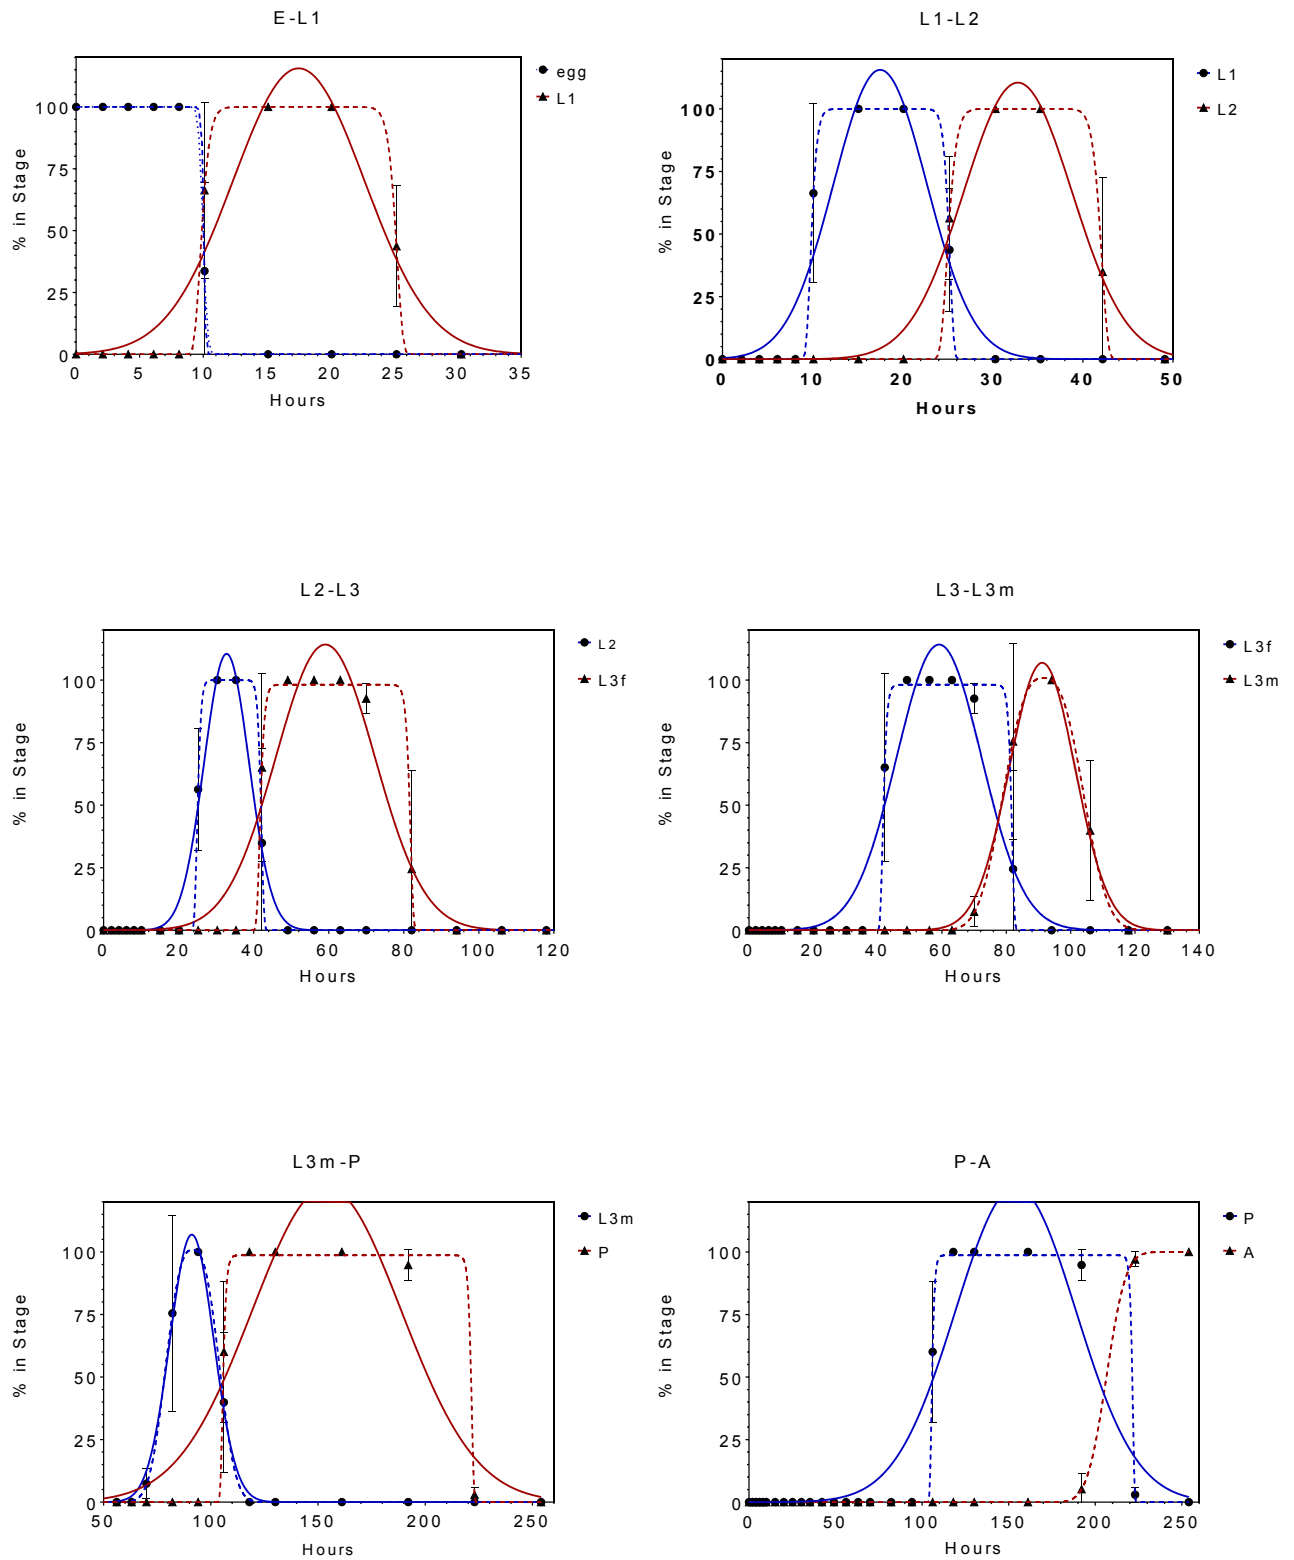 E-L1
egg
L1
100
75
50
25
0
% in Stage
0 5 10 15 20 25 30 35
Hours
L1-L2
L1
L2
100
75
50
25
0
% in Stage
0 10 20 30 40 50
Hours
L2-L3
L2
L3f
100
75
50
25
0
% in Stage
0 20 40 60 80 100 120
Hours
L3-L3m
L3f
L3m
100
75
50
25
0
% in Stage
0 20 40 60 80 100 120 140
Hours
L3m-P
L3m
P
100
75
50
25
0
% in Stage
50 100 150 200 250
Hours
P-A
P
A
100
75
50
25
0
% in Stage
0 50 100 150 200 250
Hours